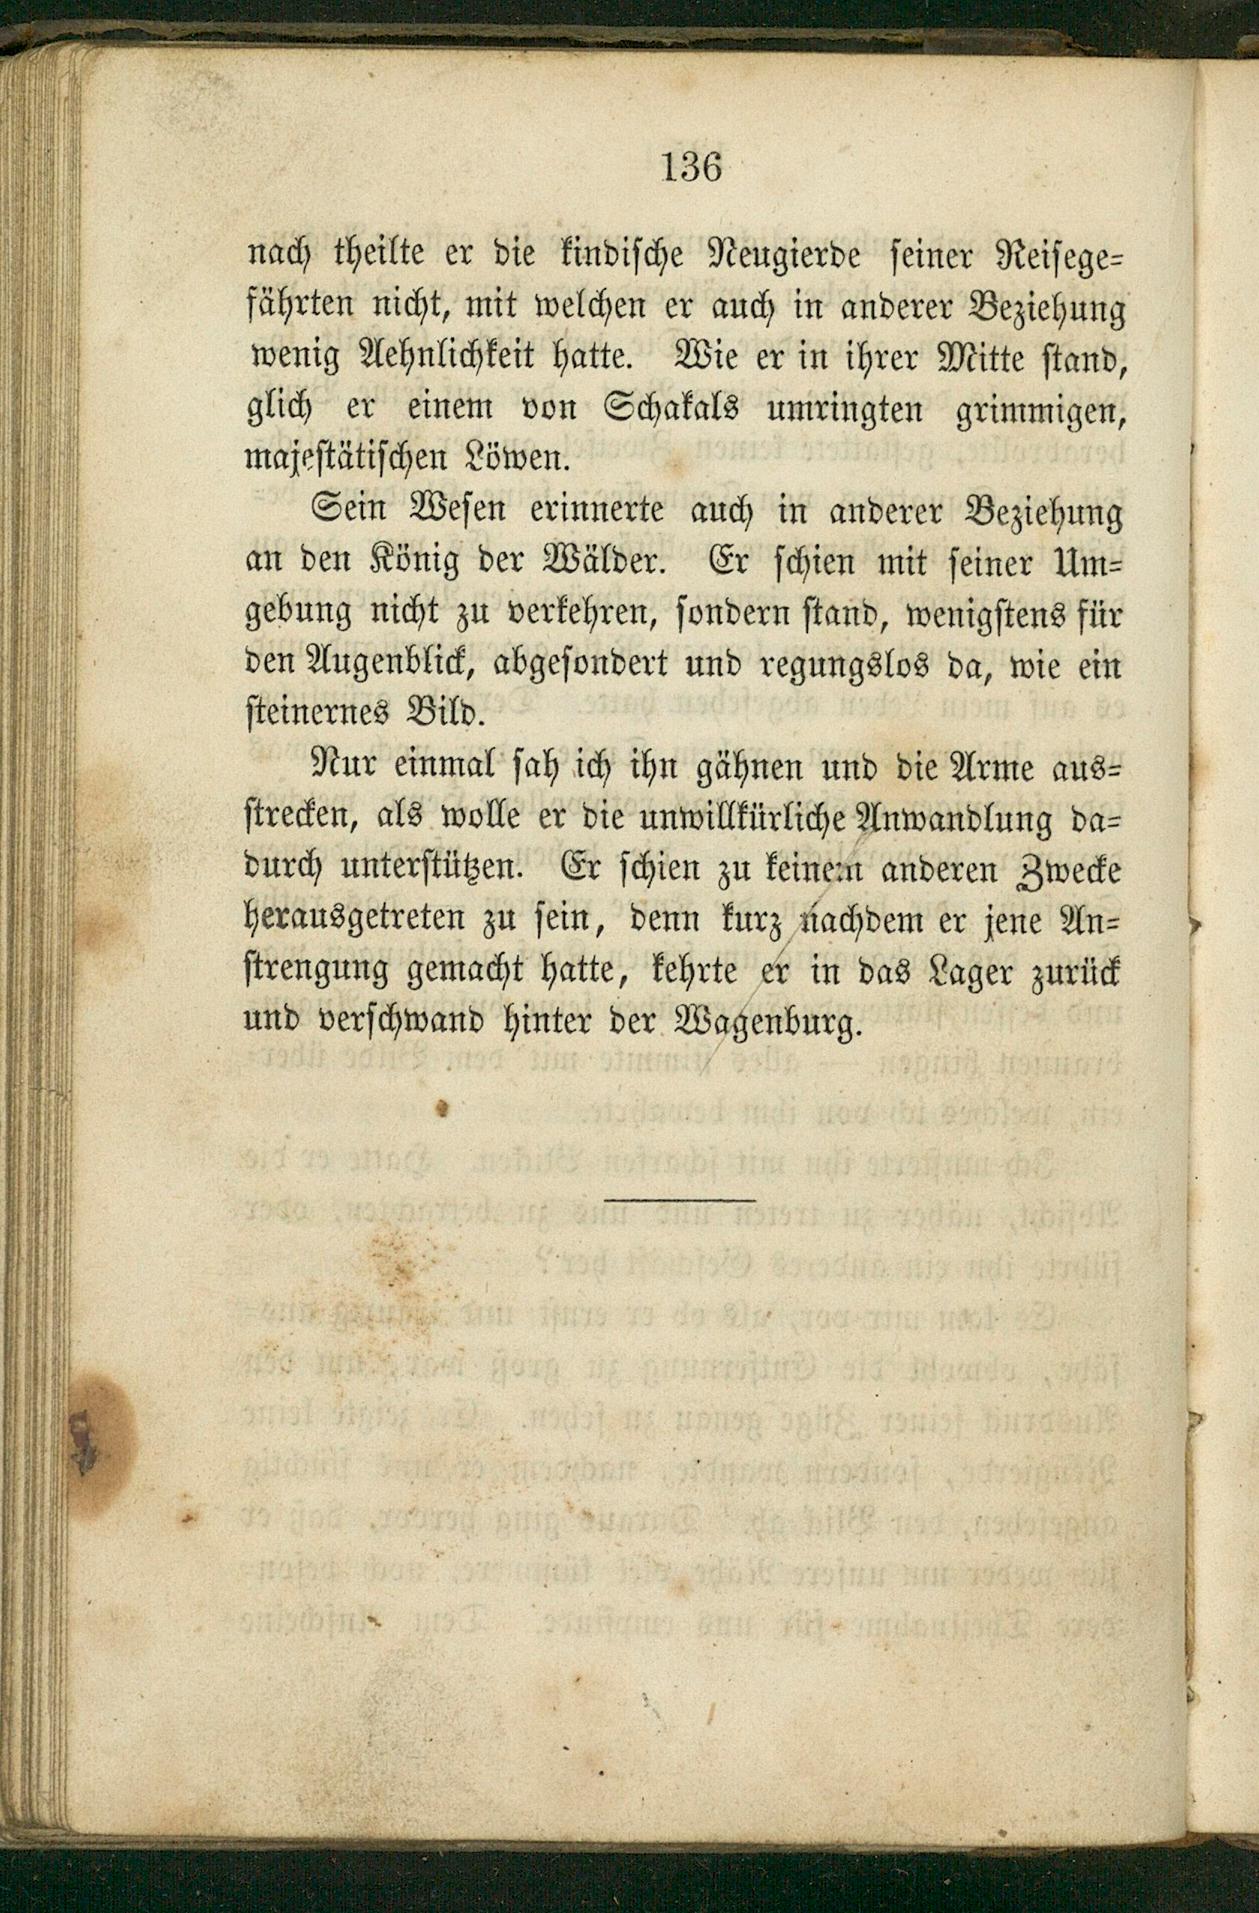 136
nach theilte er die kindische Neugierde seiner Reisege-
fährten nicht, mit welchen er auch in anderer Beziehung
wenig Aehnlichkeit hatte. Wie er in ihrer Mitte stand,
glich er einem von Schakals umringten grimmigen,
majestätischen Löwen.
Sein Wesen erinnerte auch in anderer Beziehung
an den König der Wälder. Er schien mit seiner Um-
gebung nicht zu verkehren, sondern stand, wenigstens für
den Augenblick, abgesondert und regungslos da, wie ein
steinernes Bild.
Nur einmal sah ich ihn gähnen und die Arme aus-
strecken, als wolle er die unwillkürliche Anwandlung da-
durch unterstützen. Er schien zu keinem anderen Zwecke
herausgetreten zu sein, denn kurz nachdem er jene An-
strengung gemacht hatte, kehrte er in das Lager zurück
und verschwand hinter der Wagenburg.